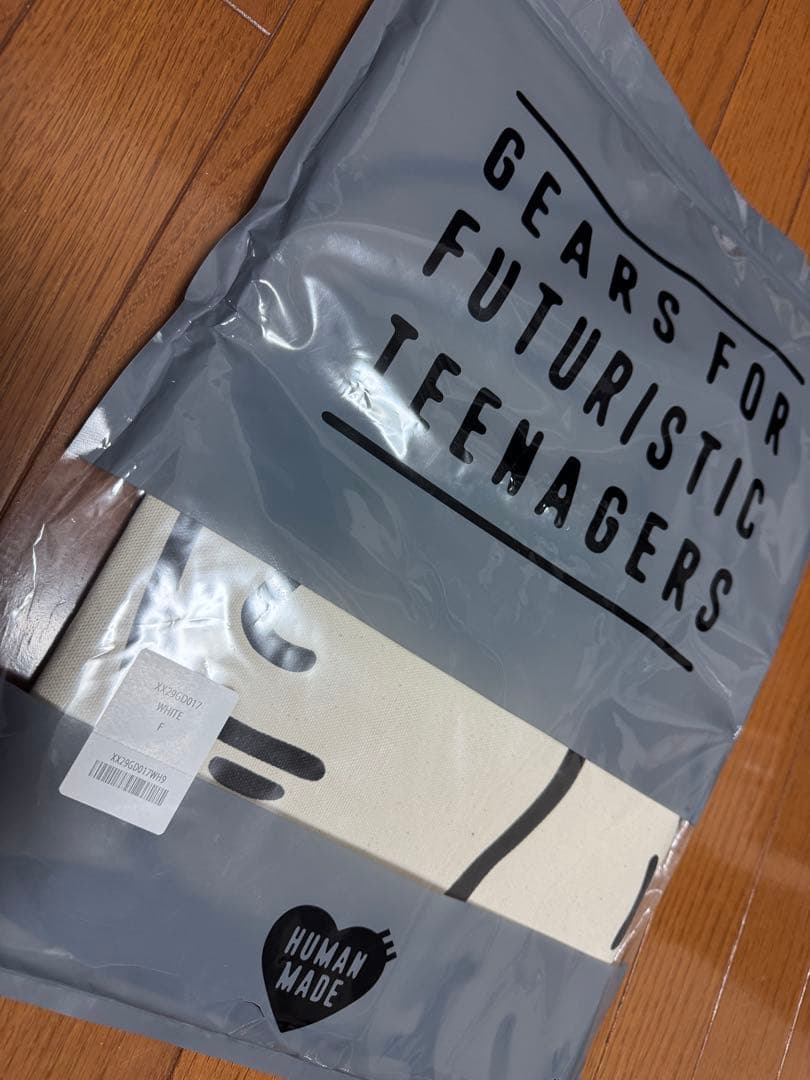 GEARS FOR
FUTURISTIC
TEENAGERS
XX29GD017
WHITE
F
XX29GD017WH9
HUMAN
MADE